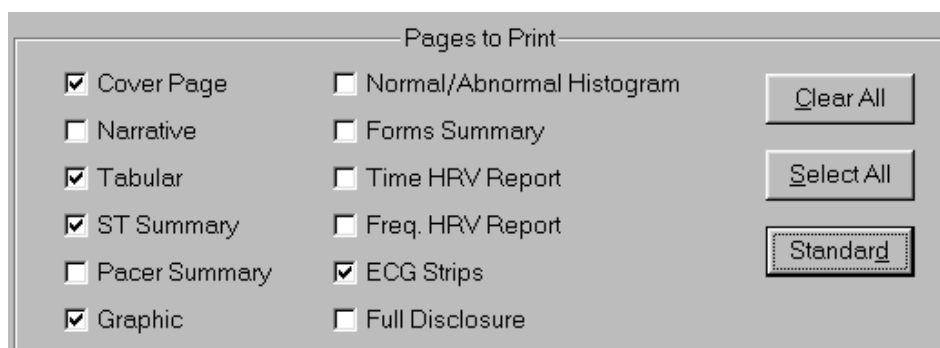 Pages to Print
Cover Page
Narrative
Tabular
ST Summary
Pacer Summary
Graphic
Normal/Abnormal Histogram
Forms Summary
Time HRV Report
Freq. HRV Report
ECG Strips
Full Disclosure
Clear All
Select All
Standard